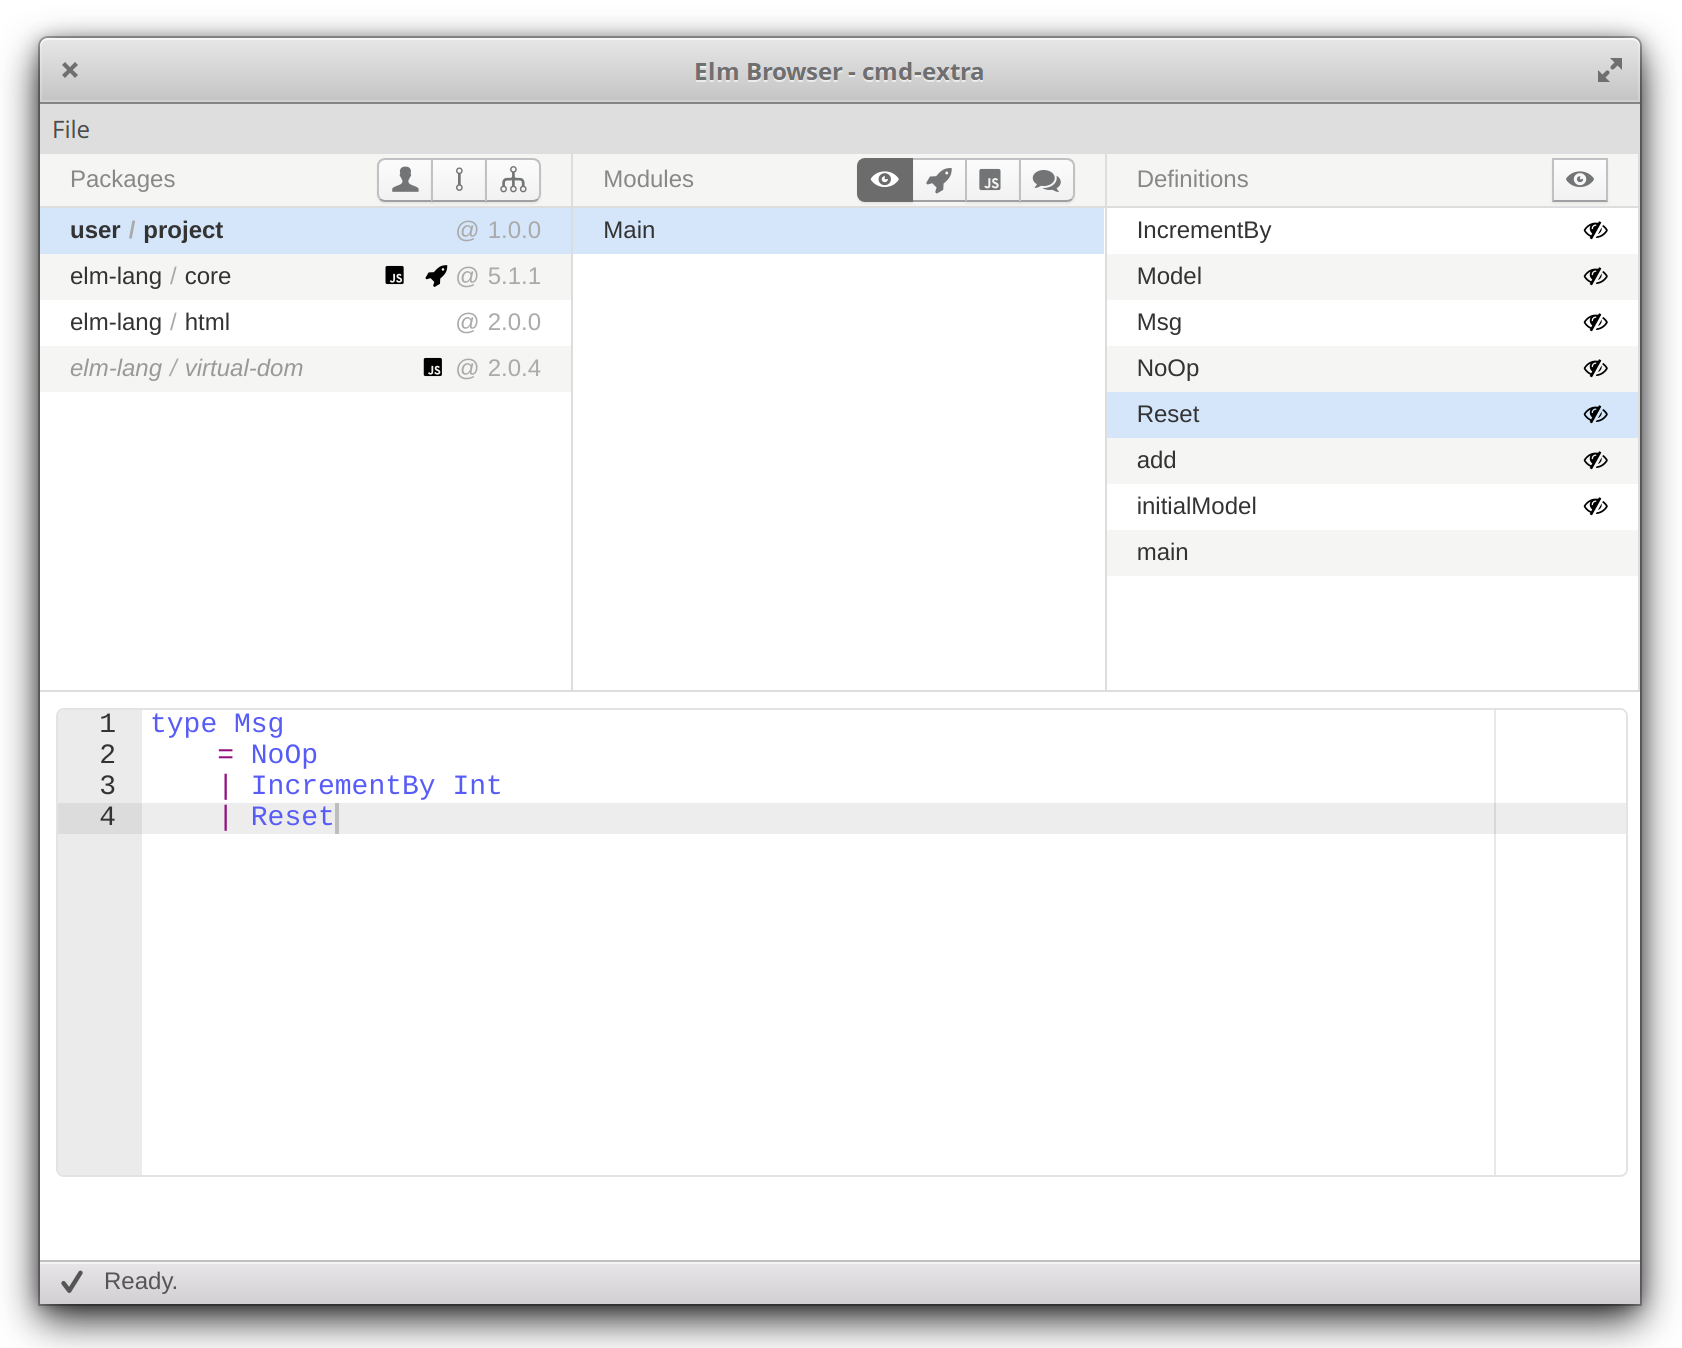 Elm Browser - cmd-extra
File
Packages
Modules
JS
Definitions
user / project @ 1.0.0
elm-lang / core JS @ 5.1.1
elm-lang / html @ 2.0.0
elm-lang / virtual-dom JS @ 2.0.4
Main
IncrementBy
Model
Msg
NoOp
Reset
add
initialModel
main
1 type Msg
2     = NoOp
3     | IncrementBy Int
4     | Reset
Ready.